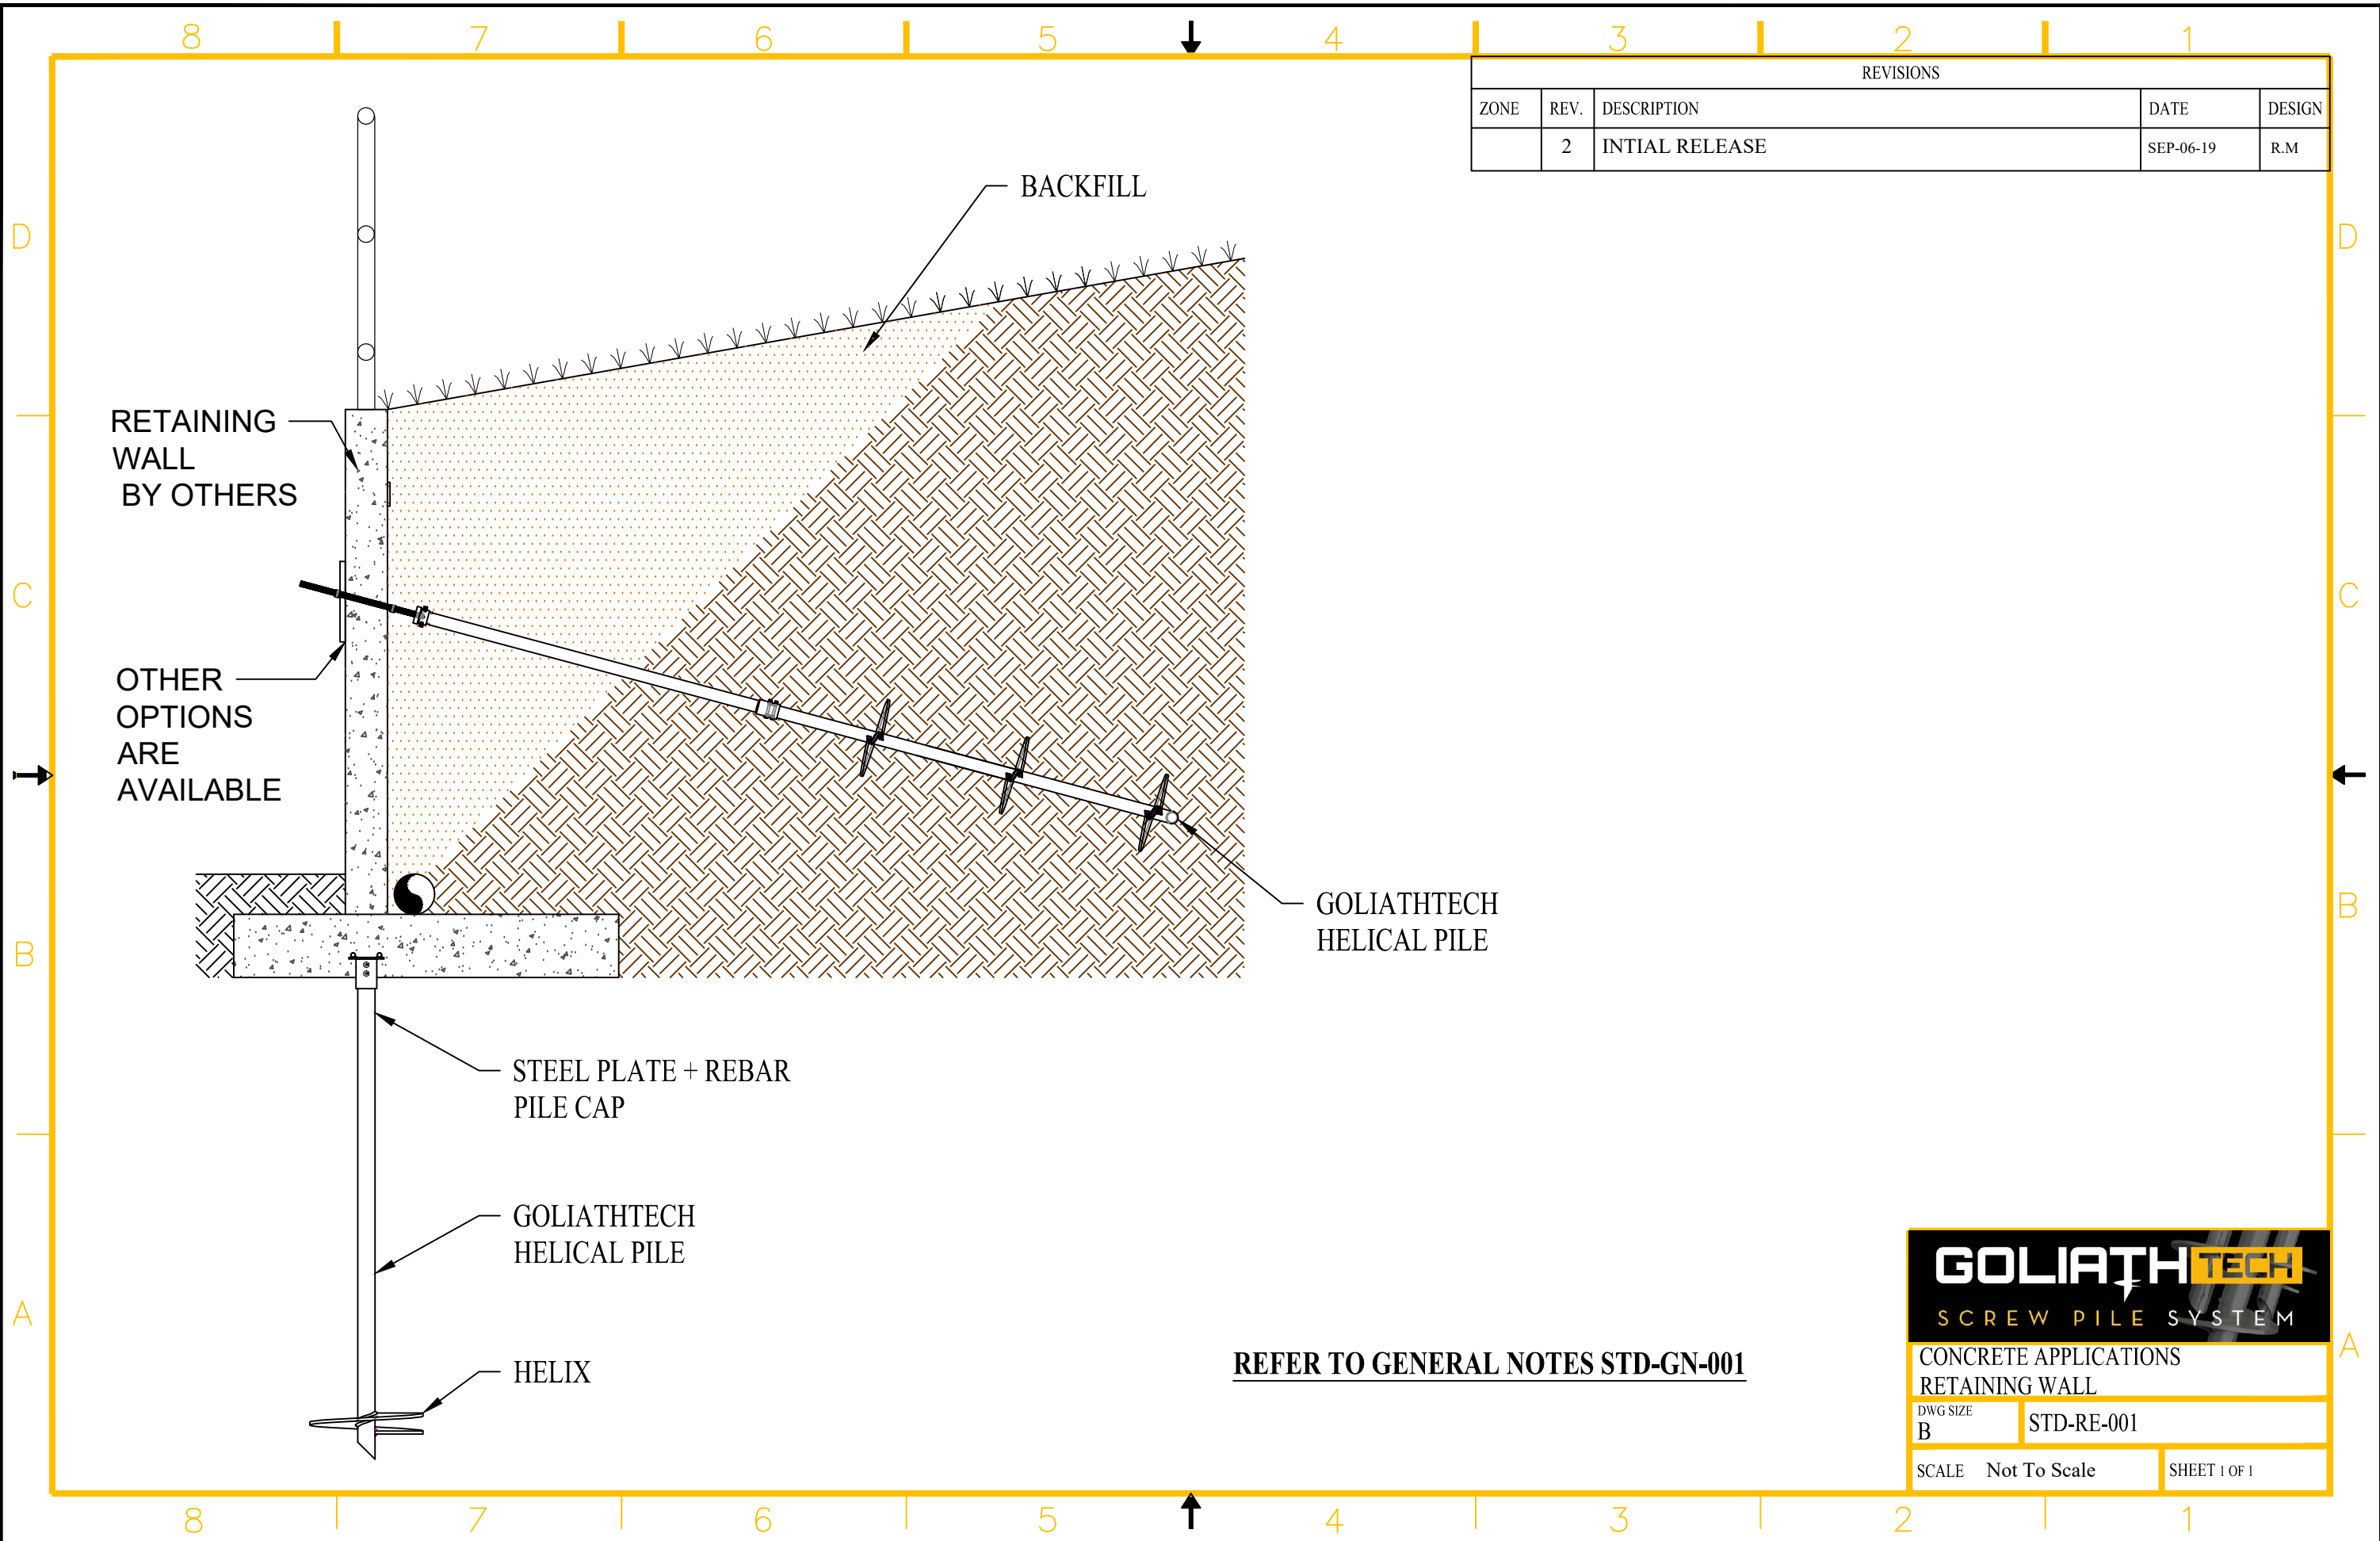 8 7 6 5 4 3 2 1
REVISIONS
ZONE REV. DESCRIPTION DATE DESIGN
2 INTIAL RELEASE SEP-06-19 R.M
D D
BACKFILL
RETAINING
WALL
BY OTHERS
C C
OTHER
OPTIONS
ARE
AVAILABLE
GOLIATHTECH
HELICAL PILE
B B
STEEL PLATE + REBAR
PILE CAP
GOLIATHTECH
HELICAL PILE
HELIX
A A
REFER TO GENERAL NOTES STD-GN-001
GOLIATHTECH
SCREW PILE SYSTEM
CONCRETE APPLICATIONS
RETAINING WALL
DWG SIZE
B STD-RE-001
SCALE Not To Scale SHEET 1 OF 1
8 7 6 5 4 3 2 1